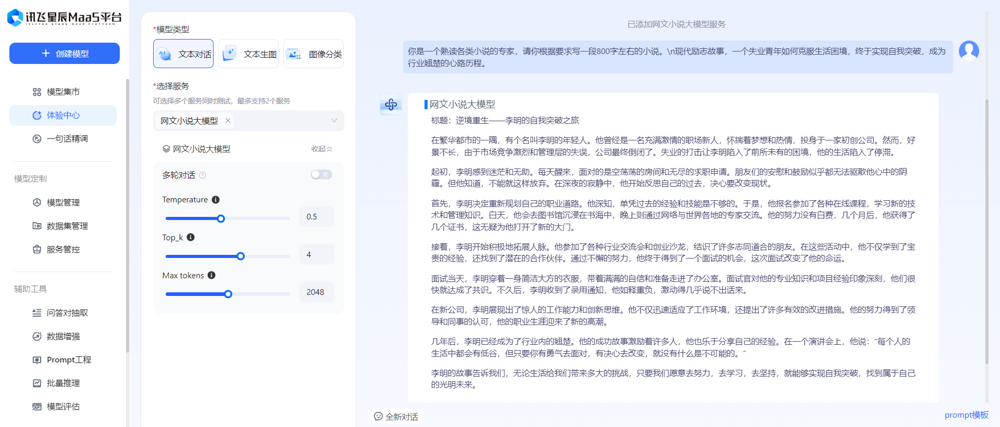 讯飞星辰MaaS平台
IFLYTEK STARS MAAS PLATFORM
创建模型
模型集市
体验中心
一句话精调
模型定制
模型管理
数据集管理
服务管控
辅助工具
问答对抽取
数据增强
Prompt工程
批量推理
模型评估
*模型类型
文本对话
文本生图
图像分类
*选择服务
可选择多个服务同时测试，最多支持2个服务
网文小说大模型 ×
网文小说大模型
收起
多轮对话
关
Temperature
0.5
Top_k
4
Max tokens
2048
已添加网文小说大模型服务
你是一个熟读各类小说的专家，请你根据要求写一段800字左右的小说。\n现代励志故事，一个失业青年如何克服生活困境，终于实现自我突破，成为
行业翘楚的心路历程。
网文小说大模型
标题：逆境重生——李明的自我突破之旅
在繁华都市的一隅，有个名叫李明的年轻人。他曾经是一名充满激情的职场新人，怀揣着梦想和热情，投身于一家初创公司。然而，好
景不长，由于市场竞争激烈和管理层的失误，公司最终倒闭了。失业的打击让李明陷入了前所未有的困境，他的生活陷入了停滞。
起初，李明感到迷茫和无助。每天醒来，面对的是空荡荡的房间和无尽的求职申请。朋友们的安慰和鼓励似乎都无法驱散他心中的阴
霾。但他知道，不能就这样放弃。在深夜的寂静中，他开始反思自己的过去，决心要改变现状。
首先，李明决定重新规划自己的职业道路。他深知，单凭过去的经验和技能是不够的。于是，他报名参加了各种在线课程，学习新的技
术和管理知识。白天，他会去图书馆沉浸在书海中，晚上则通过网络与世界各地的专家交流。他的努力没有白费，几个月后，他获得了
几个证书，这无疑为他打开了新的大门。
接着，李明开始积极地拓展人脉。他参加了各种行业交流会和创业沙龙，结识了许多志同道合的朋友。在这些活动中，他不仅学到了宝
贵的经验，还找到了潜在的合作伙伴。通过不懈的努力，他终于得到了一个面试的机会，这次面试改变了他的命运。
面试当天，李明穿着一身简洁大方的衣服，带着满满的自信和准备走进了办公室。面试官对他的专业知识和项目经验印象深刻，他们很
快就达成了共识。不久后，李明收到了录用通知，他如释重负，激动得几乎说不出话来。
在新公司，李明展现出了惊人的工作能力和创新思维。他不仅迅速适应了工作环境，还提出了许多有效的改进措施。他的努力得到了领
导和同事的认可，他的职业生涯迎来了新的高潮。
几年后，李明已经成为了行业内的翘楚。他的成功故事激励着许多人，他也乐于分享自己的经验。在一个演讲会上，他说：“每个人的
生活中都会有低谷，但只要你有勇气去面对，有决心去改变，就没有什么是不可能的。”
李明的故事告诉我们，无论生活给我们带来多大的挑战，只要我们愿意去努力，去学习，去坚持，就能够实现自我突破，找到属于自己
的光明未来。
全新对话
prompt模板